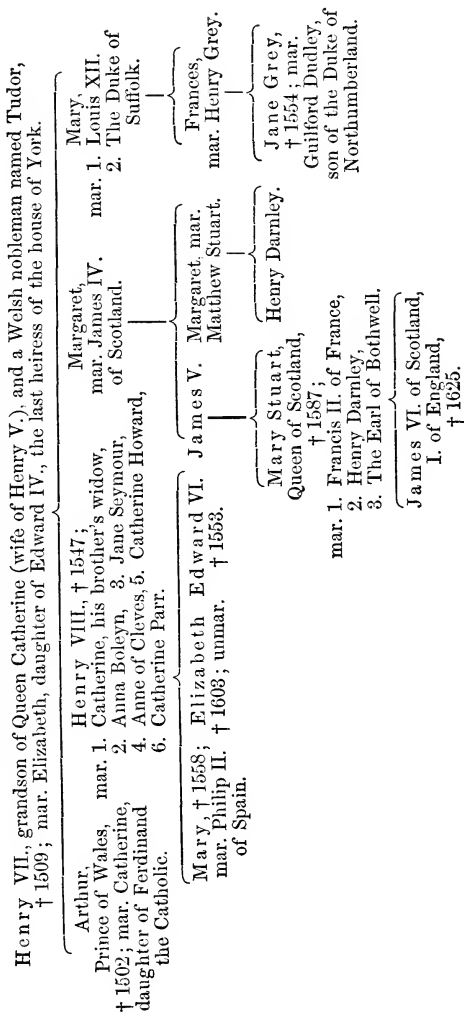 Henry VII., grandson of Queen Catherine (wife of Henry V.), and a Welsh nobleman named Tudor,
† 1509; mar. Elizabeth, daughter of Edward IV., the last heiress of the house of York.
Arthur,
Prince of Wales,
† 1502; mar. Catherine,
daughter of Ferdinand
the Catholic.
Henry VIII., † 1547;
mar. 1. Catherine, his brother's widow,
2. Anna Boleyn, 3. Jane Seymour,
4. Anne of Cleves, 5. Catherine Howard,
6. Catherine Parr.
Margaret,
mar. James IV.
of Scotland.
Mary,
mar. 1. Louis XII.
2. The Duke of
Suffolk.
Mary, † 1558;
mar. Philip II.
of Spain.
Elizabeth
† 1603; unmar.
Edward VI.
† 1553.
James V.
Margaret, mar.
Matthew Stuart.
Frances,
mar. Henry Grey.
Mary Stuart,
Queen of Scotland,
† 1587;
mar. 1. Francis II. of France,
2. Henry Darnley,
3. The Earl of Bothwell.
Henry Darnley.
Jane Grey,
† 1554; mar.
Guilford Dudley,
son of the Duke of
Northumberland.
James VI. of Scotland,
I. of England,
† 1625.